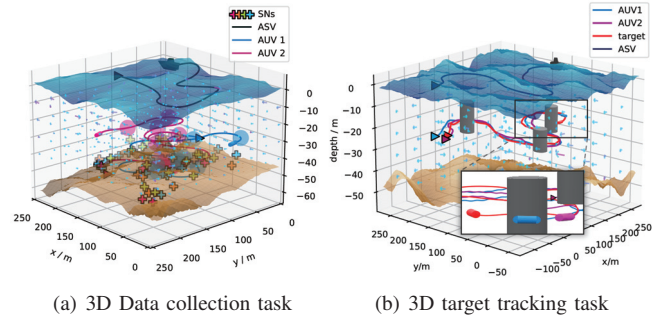 SNs
ASV
AUV 1
AUV 2
0
−10
−20
−30
−40
−50
−60
depth / m
250
200
150
100
50
0
x / m
250
200
150
100
50
0
y / m
AUV1
AUV2
target
ASV
0
−10
−20
−30
−40
−50
depth / m
250
200
150
100
50
0
−50
y/m
−100
−50
0
50
100
150
200
250
x/m
(a) 3D Data collection task
(b) 3D target tracking task